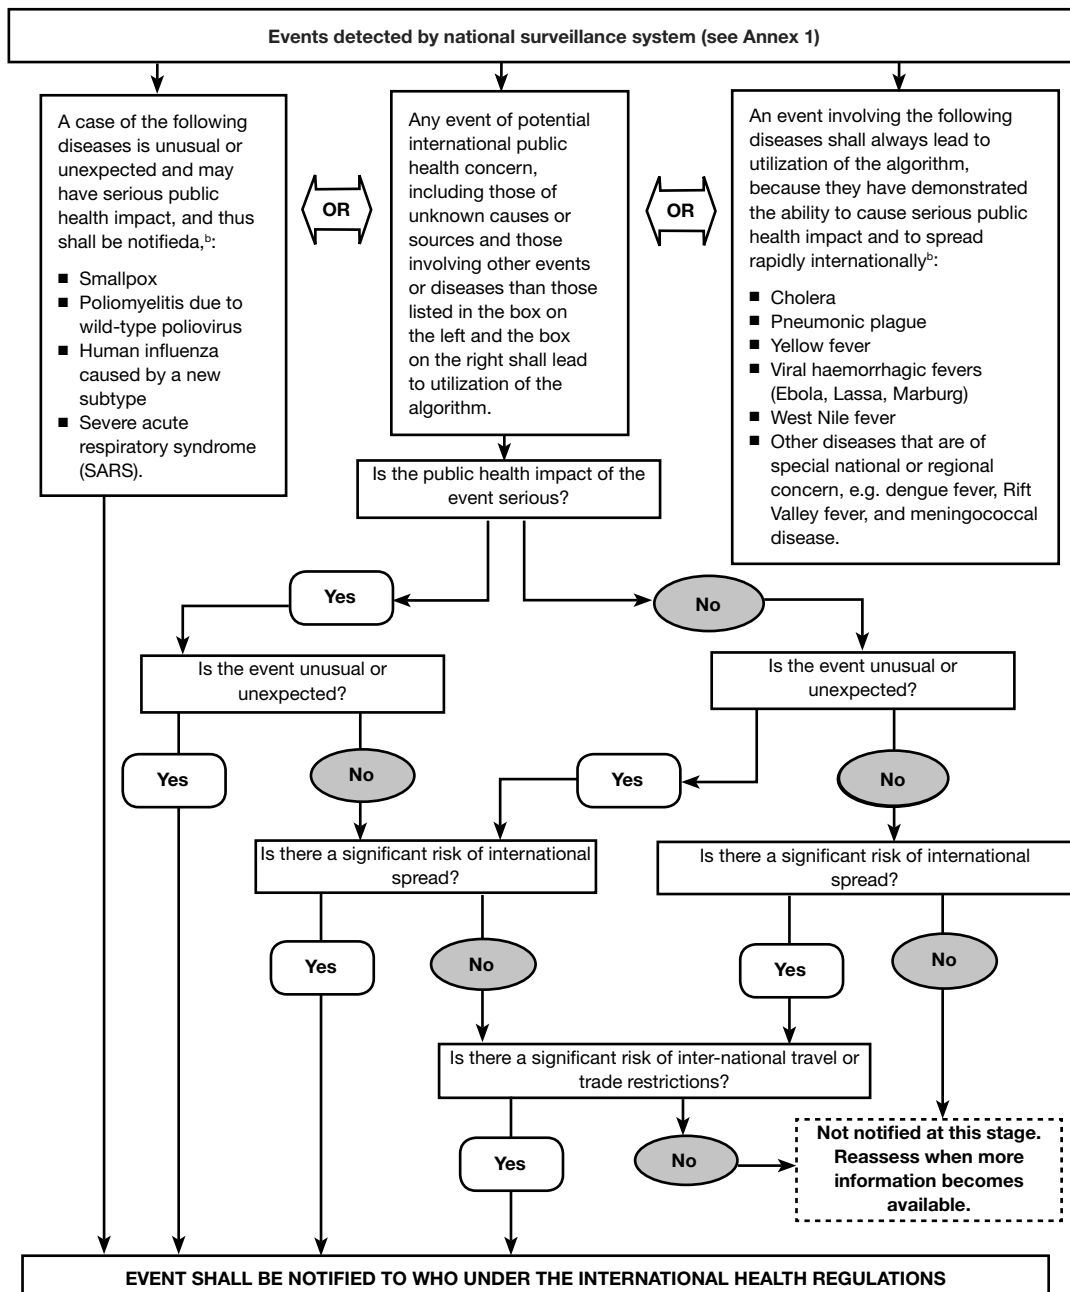 Events detected by national surveillance system (see Annex 1)
A case of the following
diseases is unusual or
unexpected and may
have serious public
health impact, and thus
shall be notifieda,ᵇ:
■ Smallpox
■ Poliomyelitis due to
wild-type poliovirus
■ Human influenza
caused by a new
subtype
■ Severe acute
respiratory syndrome
(SARS).
OR
Any event of potential
international public
health concern,
including those of
unknown causes or
sources and those
involving other events
or diseases than those
listed in the box on
the left and the box
on the right shall lead
to utilization of the
algorithm.
OR
An event involving the following
diseases shall always lead to
utilization of the algorithm,
because they have demonstrated
the ability to cause serious public
health impact and to spread
rapidly internationallyᵇ:
■ Cholera
■ Pneumonic plague
■ Yellow fever
■ Viral haemorrhagic fevers
(Ebola, Lassa, Marburg)
■ West Nile fever
■ Other diseases that are of
special national or regional
concern, e.g. dengue fever, Rift
Valley fever, and meningococcal
disease.
Is the public health impact of the
event serious?
Yes
No
Is the event unusual or
unexpected?
Is the event unusual or
unexpected?
Yes
No
Yes
No
Is there a significant risk of international
spread?
Is there a significant risk of international
spread?
Yes
No
Yes
No
Is there a significant risk of inter-national travel or
trade restrictions?
Yes
No
Not notified at this stage.
Reassess when more
information becomes
available.
EVENT SHALL BE NOTIFIED TO WHO UNDER THE INTERNATIONAL HEALTH REGULATIONS